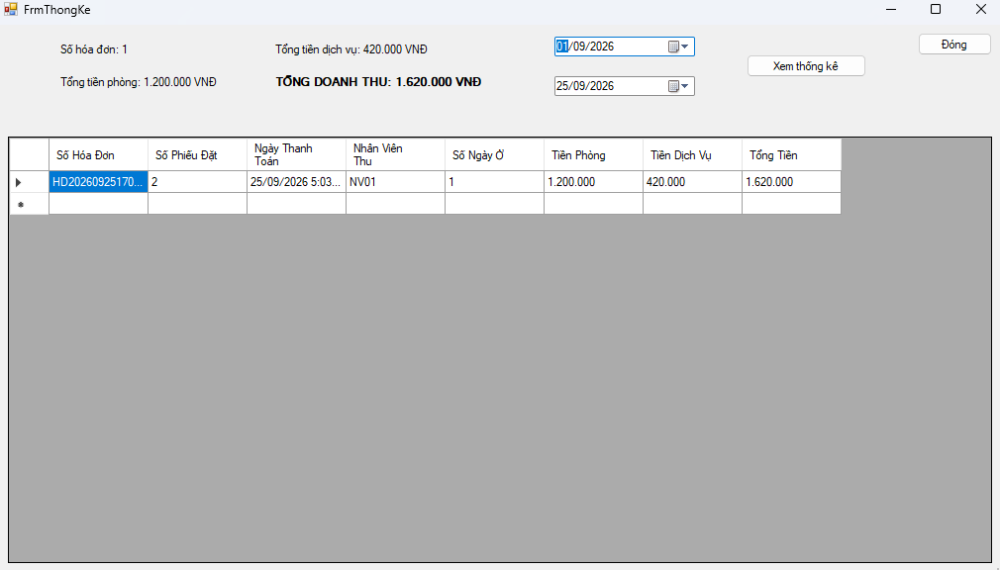 FrmThongKe
Số hóa đơn: 1
Tổng tiền dịch vụ: 420.000 VNĐ
01/09/2026
Đóng
Tổng tiền phòng: 1.200.000 VNĐ
TỔNG DOANH THU: 1.620.000 VNĐ
25/09/2026
Xem thống kê
Số Hóa Đơn
Số Phiếu Đặt
Ngày Thanh
Toán
Nhân Viên
Thu
Số Ngày Ở
Tiền Phòng
Tiền Dịch Vụ
Tổng Tiền
HD20260925170...
2
25/09/2026 5:03...
NV01
1
1.200.000
420.000
1.620.000